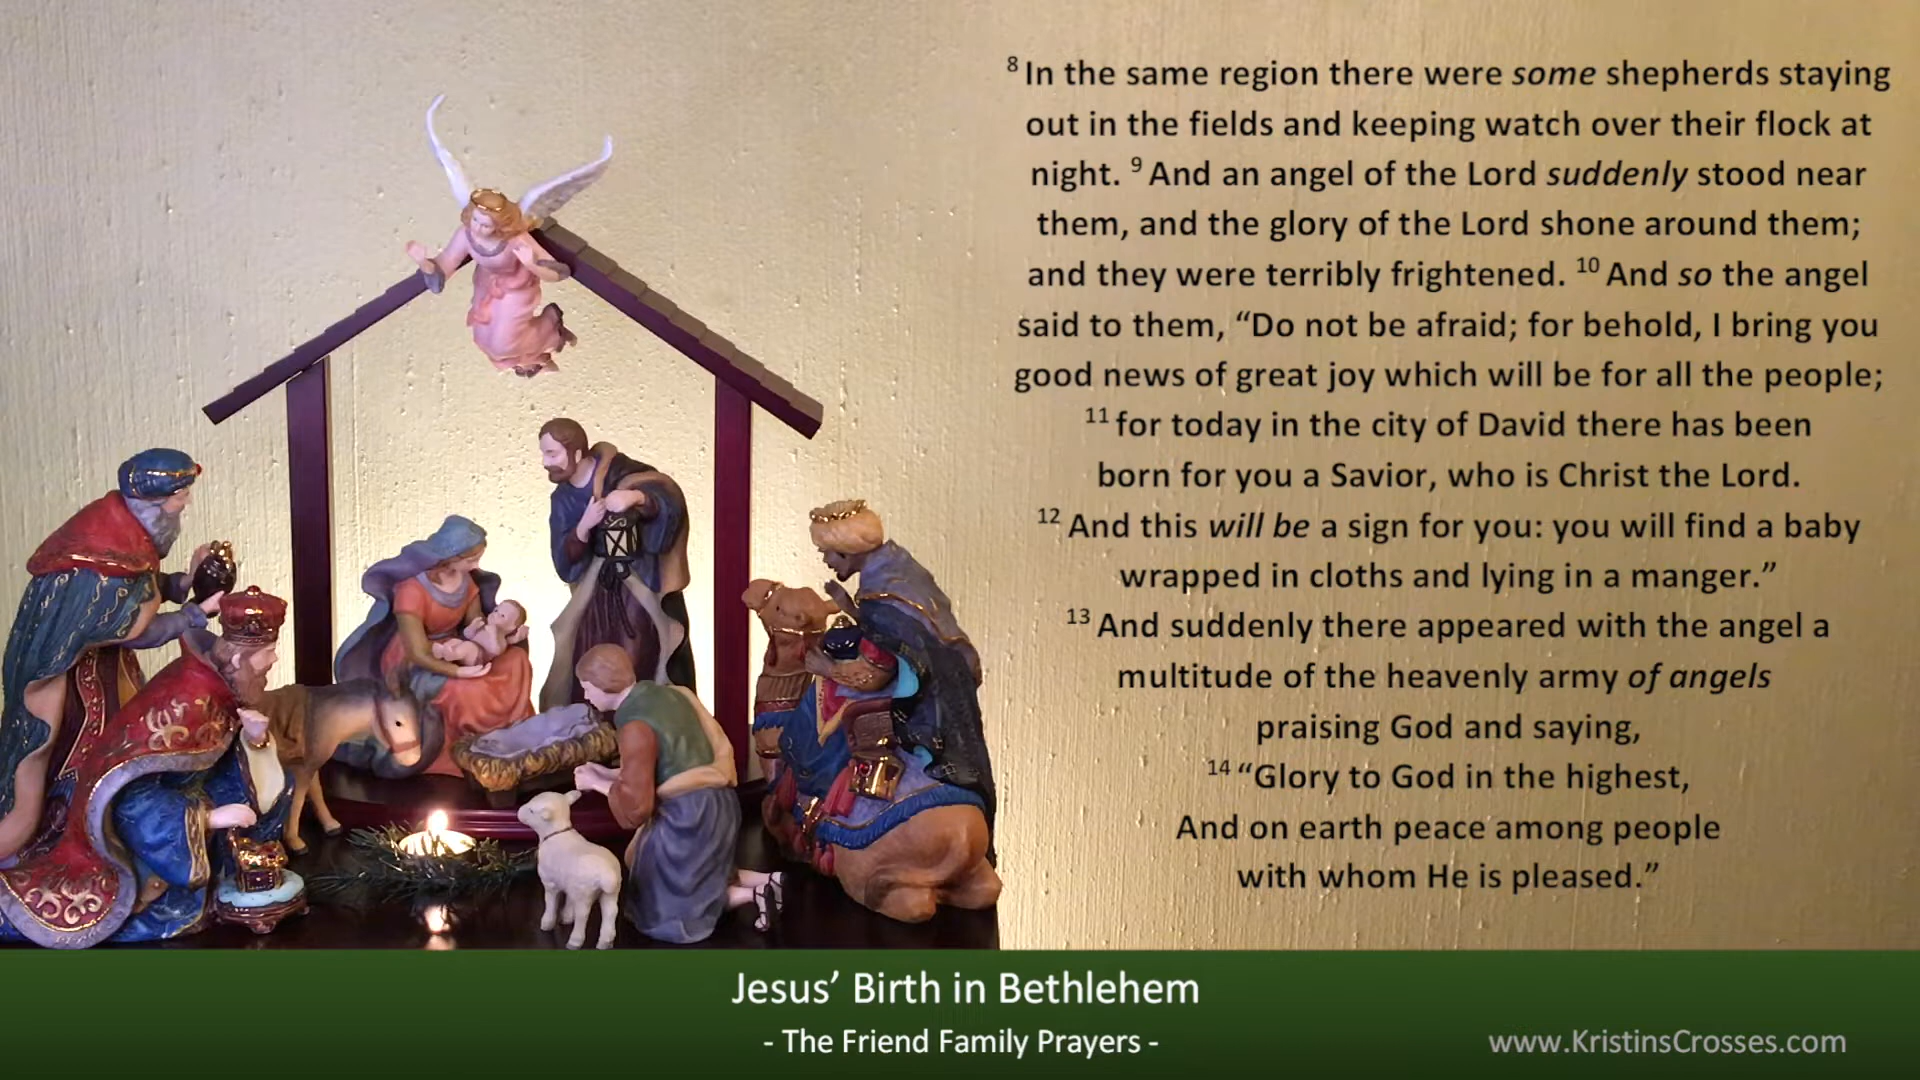 8 In the same region there were some shepherds staying
out in the fields and keeping watch over their flock at
night. 9 And an angel of the Lord suddenly stood near
them, and the glory of the Lord shone around them;
and they were terribly frightened. 10 And so the angel
said to them, “Do not be afraid; for behold, I bring you
good news of great joy which will be for all the people;
11 for today in the city of David there has been
born for you a Savior, who is Christ the Lord.
12 And this will be a sign for you: you will find a baby
wrapped in cloths and lying in a manger.”
13 And suddenly there appeared with the angel a
multitude of the heavenly army of angels
praising God and saying,
14 “Glory to God in the highest,
And on earth peace among people
with whom He is pleased.”
Jesus’ Birth in Bethlehem
- The Friend Family Prayers -
www.KristinsCrosses.com